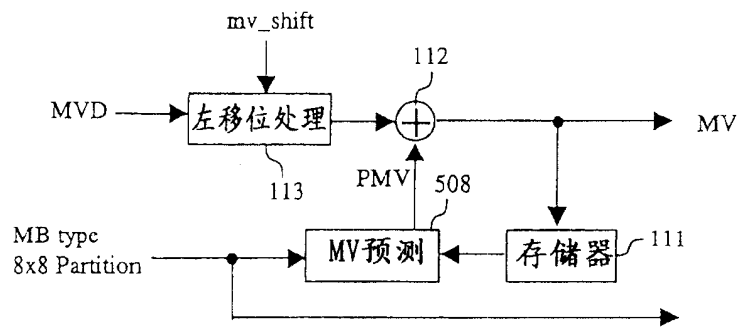 mv_shift
112
MVD
左移位处理
MV
113
PMV
508
MB type
8x8 Partition
MV预测
存储器
111